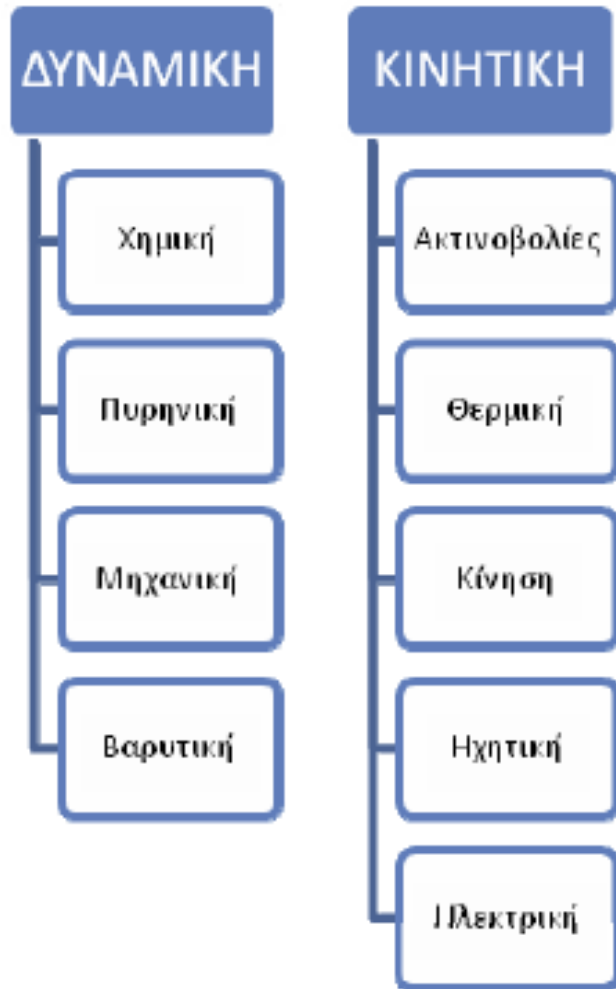 ΔΥΝΑΜΙΚΗ
Χημική
Πυρηνική
Μηχανική
Βαρυτική
ΚΙΝΗΤΙΚΗ
Ακτινοβολίες
Θερμική
Κίνηση
Ηχητική
Ηλεκτρική